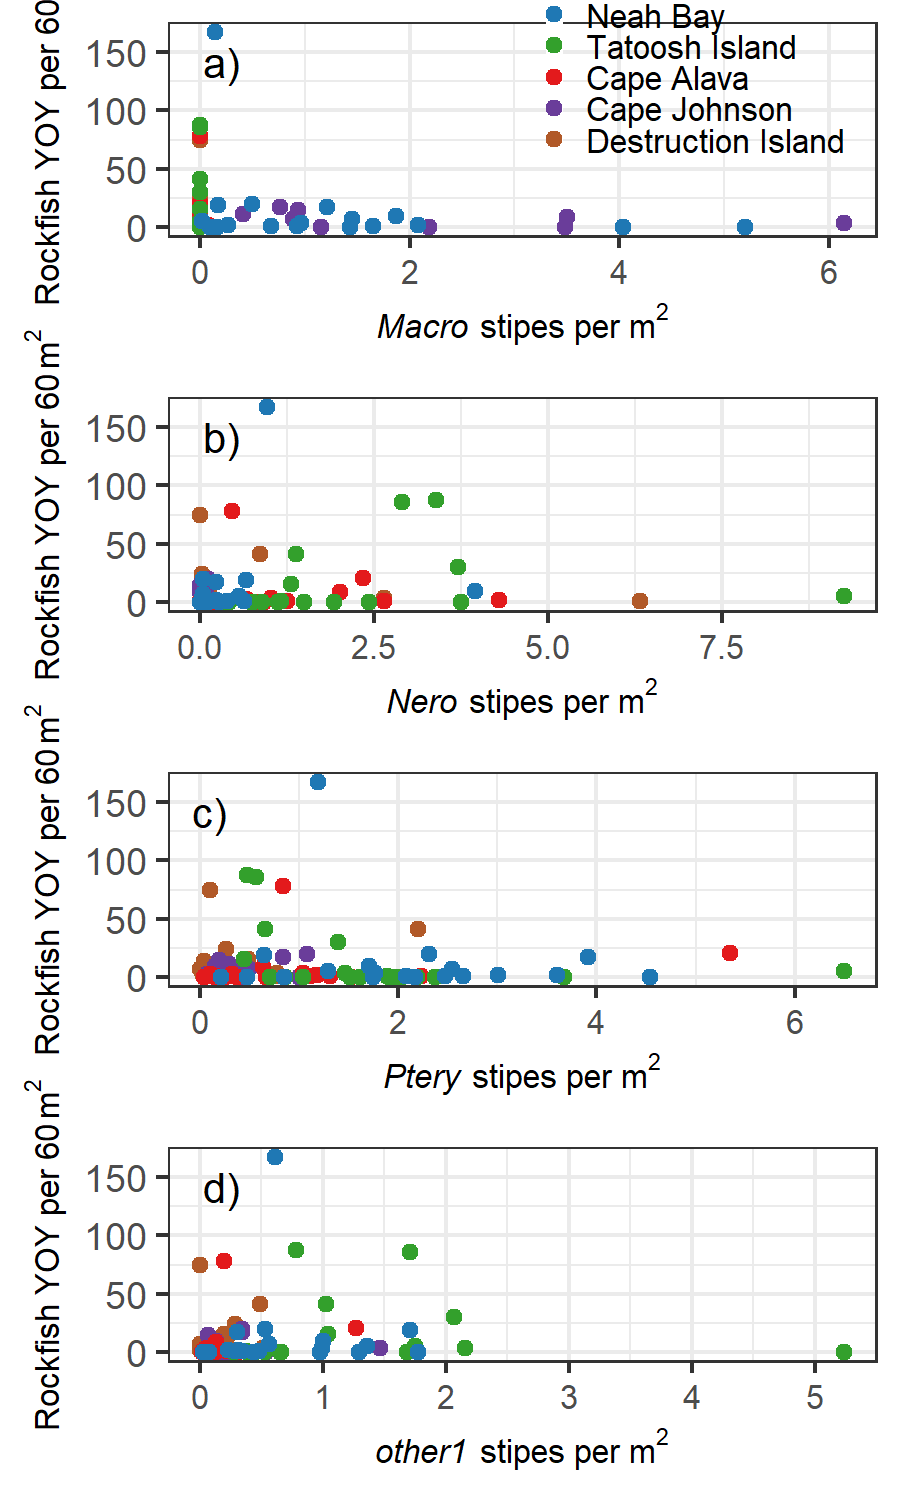 Rockfish YOY per 60
150
100
50
0
a)
Neah Bay
Tatoosh Island
Cape Alava
Cape Johnson
Destruction Island
0 2 4 6
Macro stipes per m²
Rockfish YOY per 60 m²
150
100
50
0
b)
0.0 2.5 5.0 7.5
Nero stipes per m²
Rockfish YOY per 60 m²
150
100
50
0
c)
0 2 4 6
Ptery stipes per m²
Rockfish YOY per 60 m²
150
100
50
0
d)
0 1 2 3 4 5
other1 stipes per m²